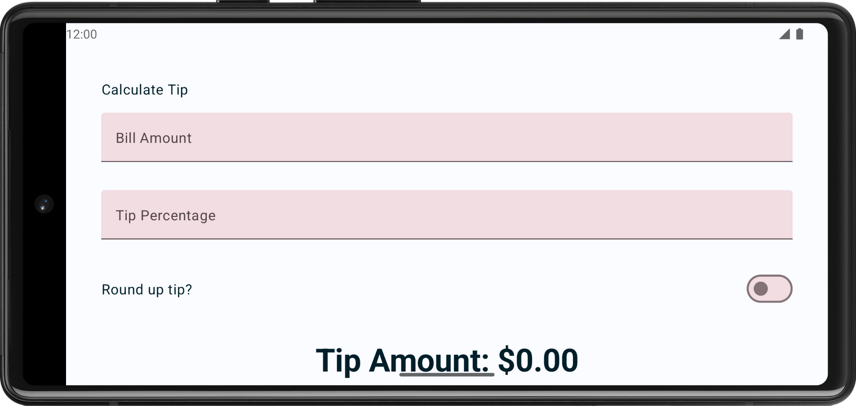 12:00
Calculate Tip
Bill Amount
Tip Percentage
Round up tip?
Tip Amount: $0.00